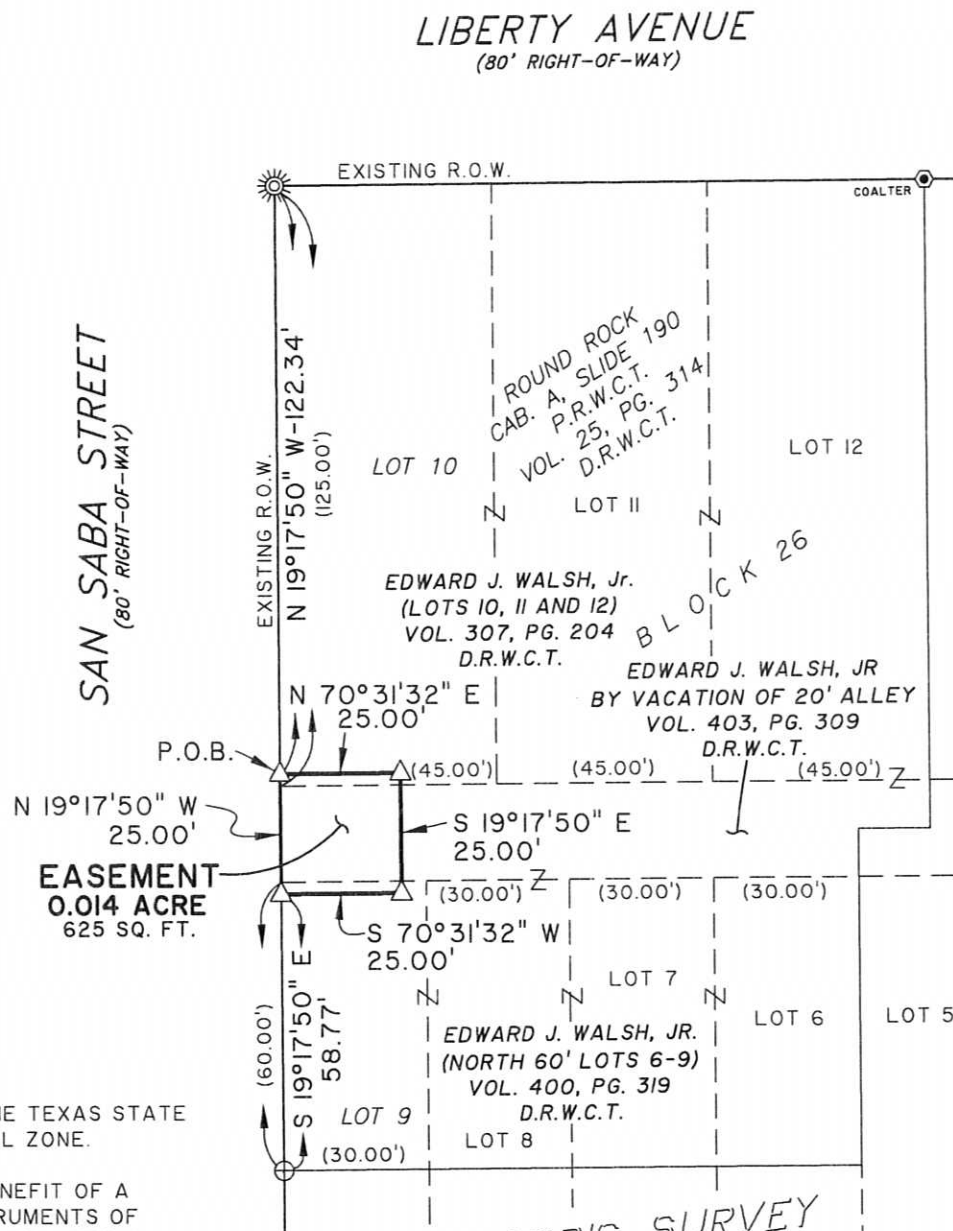 LIBERTY AVENUE
(80' RIGHT-OF-WAY)
EXISTING R.O.W.
COALTER
SAN SABA STREET
(80' RIGHT-OF-WAY)
EXISTING R.O.W.
N 19°17'50" W-122.34'
(125.00')
ROUND ROCK
CAB. A, SLIDE 190
P.R.W.C.T.
VOL. 25, PG. 314
D.R.W.C.T.
LOT 10
LOT 11
LOT 12
BLOCK 26
EDWARD J. WALSH, Jr.
(LOTS 10, 11 AND 12)
VOL. 307, PG. 204
D.R.W.C.T.
EDWARD J. WALSH, JR
BY VACATION OF 20' ALLEY
VOL. 403, PG. 309
D.R.W.C.T.
N 70°31'32" E
25.00'
P.O.B.
(45.00')
(45.00')
(45.00')
N 19°17'50" W
25.00'
S 19°17'50" E
25.00'
EASEMENT
0.014 ACRE
625 SQ. FT.
(30.00')
(30.00')
(30.00')
S 70°31'32" W
25.00'
(60.00')
S 19°17'50" E
58.77'
LOT 7
LOT 6
LOT 5
EDWARD J. WALSH, JR.
(NORTH 60' LOTS 6-9)
VOL. 400, PG. 319
D.R.W.C.T.
LOT 9
LOT 8
(30.00')
TEXAS STATE
ZONE.
OF A
OF
SURVEY